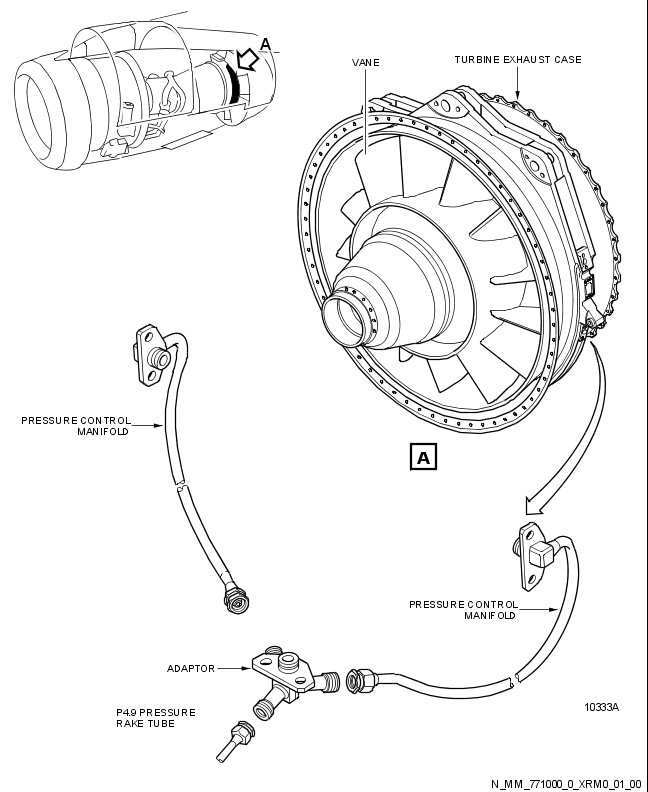 A
VANE
TURBINE EXHAUST CASE
PRESSURE CONTROL
MANIFOLD
A
PRESSURE CONTROL
MANIFOLD
ADAPTOR
P4.9 PRESSURE
RAKE TUBE
10333A
N_MM_771000_0_XRM0_01_00